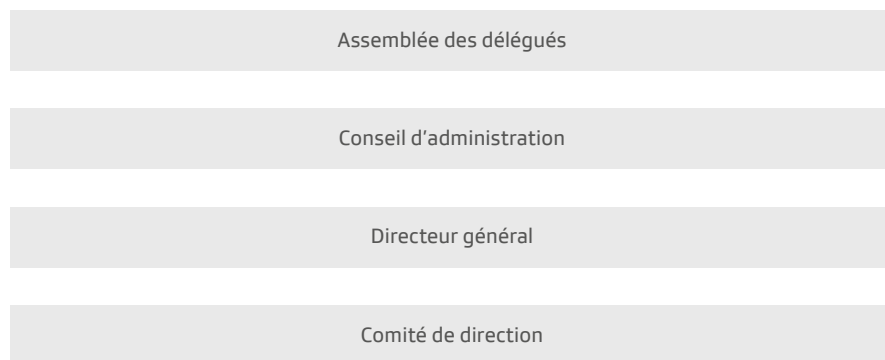 Assemblée des délégués
Conseil d’administration
Directeur général
Comité de direction